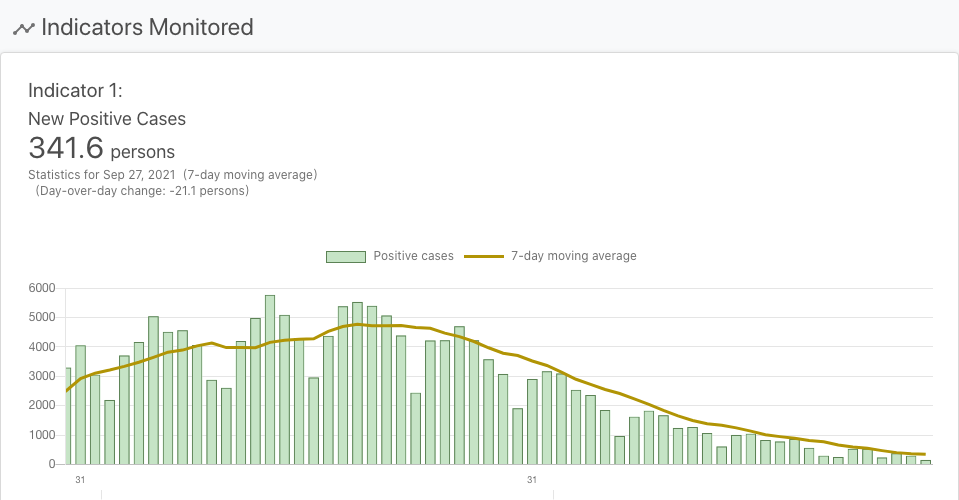 Indicators Monitored
Indicator 1:
New Positive Cases
341.6 persons
Statistics for Sep 27, 2021 (7-day moving average)
(Day-over-day change: -21.1 persons)
Positive cases 7-day moving average
6000
5000
4000
3000
2000
1000
0
31 31